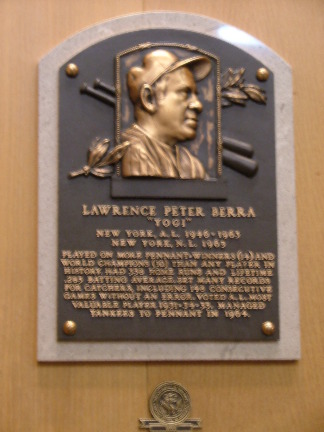 LAWRENCE PETER BERRA
"YOGI"
NEW YORK, A.L. 1946-1963
NEW YORK, N.L. 1965
PLAYED ON MORE PENNANT-WINNERS (14) AND
WORLD CHAMPIONS (10) THAN ANY PLAYER IN
HISTORY. HAD 358 HOME RUNS AND LIFETIME
.285 BATTING AVERAGE. SET MANY RECORDS
FOR CATCHERS, INCLUDING 148 CONSECUTIVE
GAMES WITHOUT AN ERROR. VOTED A.L. MOST
VALUABLE PLAYER 1951-54-55. MANAGED
YANKEES TO PENNANT IN 1964.